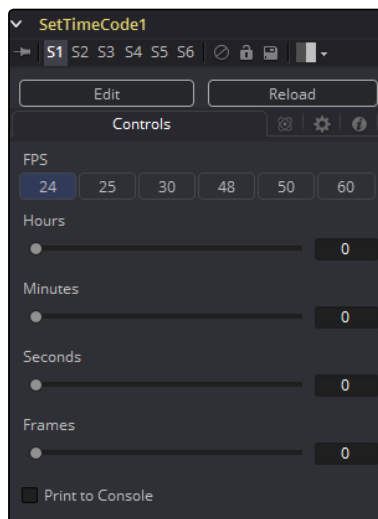 SetTimeCode1
S1 S2 S3 S4 S5 S6
Edit Reload
Controls
FPS
24 25 30 48 50 60
Hours
0
Minutes
0
Seconds
0
Frames
0
Print to Console